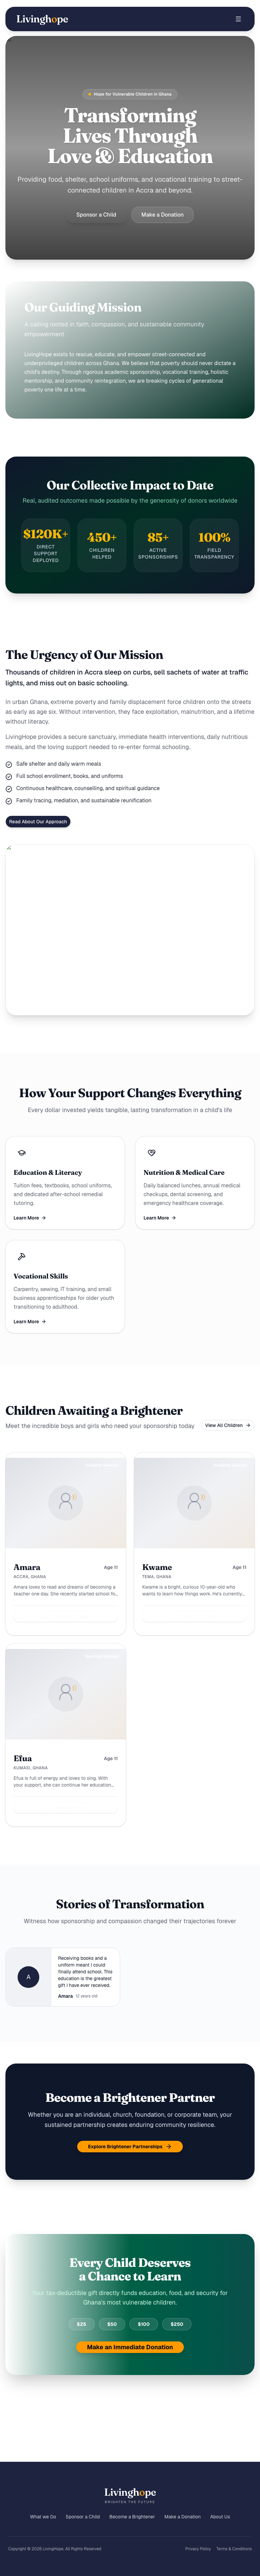 Livinghope
Hope for Vulnerable Children in Ghana
Transforming
Lives Through
Love & Education
Providing food, shelter, school uniforms, and vocational training to street-
connected children in Accra and beyond.
Sponsor a Child
Make a Donation
Our Guiding Mission
A calling rooted in faith, compassion, and sustainable community
empowerment
LivingHope exists to rescue, educate, and empower street-connected and
underprivileged children across Ghana. We believe that poverty should never dictate a
child's destiny. Through rigorous academic sponsorship, vocational training, holistic
mentorship, and community reintegration, we are breaking cycles of generational
poverty one life at a time.
Our Collective Impact to Date
Real, audited outcomes made possible by the generosity of donors worldwide
$120K+
DIRECT
SUPPORT
DEPLOYED
450+
CHILDREN
HELPED
85+
ACTIVE
SPONSORSHIPS
100%
FIELD
TRANSPARENCY
The Urgency of Our Mission
Thousands of children in Accra sleep on curbs, sell sachets of water at traffic
lights, and miss out on basic schooling.
In urban Ghana, extreme poverty and family displacement force children onto the streets
as early as age six. Without intervention, they face exploitation, malnutrition, and a lifetime
without literacy.
LivingHope provides a secure sanctuary, immediate health interventions, daily nutritious
meals, and the loving support needed to re-enter formal schooling.
Safe shelter and daily warm meals
Full school enrollment, books, and uniforms
Continuous healthcare, counselling, and spiritual guidance
Family tracing, mediation, and sustainable reunification
Read About Our Approach
How Your Support Changes Everything
Every dollar invested yields tangible, lasting transformation in a child's life
Education & Literacy
Tuition fees, textbooks, school uniforms,
and dedicated after-school remedial
tutoring.
Learn More
Nutrition & Medical Care
Daily balanced lunches, annual medical
checkups, dental screening, and
emergency healthcare coverage.
Learn More
Vocational Skills
Carpentry, sewing, IT training, and small
business apprenticeships for older youth
transitioning to adulthood.
Learn More
Children Awaiting a Brightener
Meet the incredible boys and girls who need your sponsorship today
View All Children
Amara
Age 11
ACCRA, GHANA
Amara loves to read and dreams of becoming a
teacher one day. She recently started school fo...
Kwame
Age 11
TEMA, GHANA
Kwame is a bright, curious 10-year-old who
wants to learn how things work. He's currently...
Efua
Age 11
KUMASI, GHANA
Efua is full of energy and loves to sing. With
your support, she can continue her education...
Stories of Transformation
Witness how sponsorship and compassion changed their trajectories forever
A
Receiving books and a
uniform meant I could
finally attend school. This
education is the greatest
gift I have ever received.
Amara 12 years old
Become a Brightener Partner
Whether you are an individual, church, foundation, or corporate team, your
sustained partnership creates enduring community resilience.
Explore Brightener Partnerships
Every Child Deserves
a Chance to Learn
Your tax-deductible gift directly funds education, food, and security for
Ghana's most vulnerable children.
$25
$50
$100
$250
Make an Immediate Donation
Livinghope
BRIGHTEN THE FUTURE
What we Do
Sponsor a Child
Become a Brightener
Make a Donation
About Us
Copyright © 2026 Livinghope. All Rights Reserved
Privacy Policy
Terms & Conditions